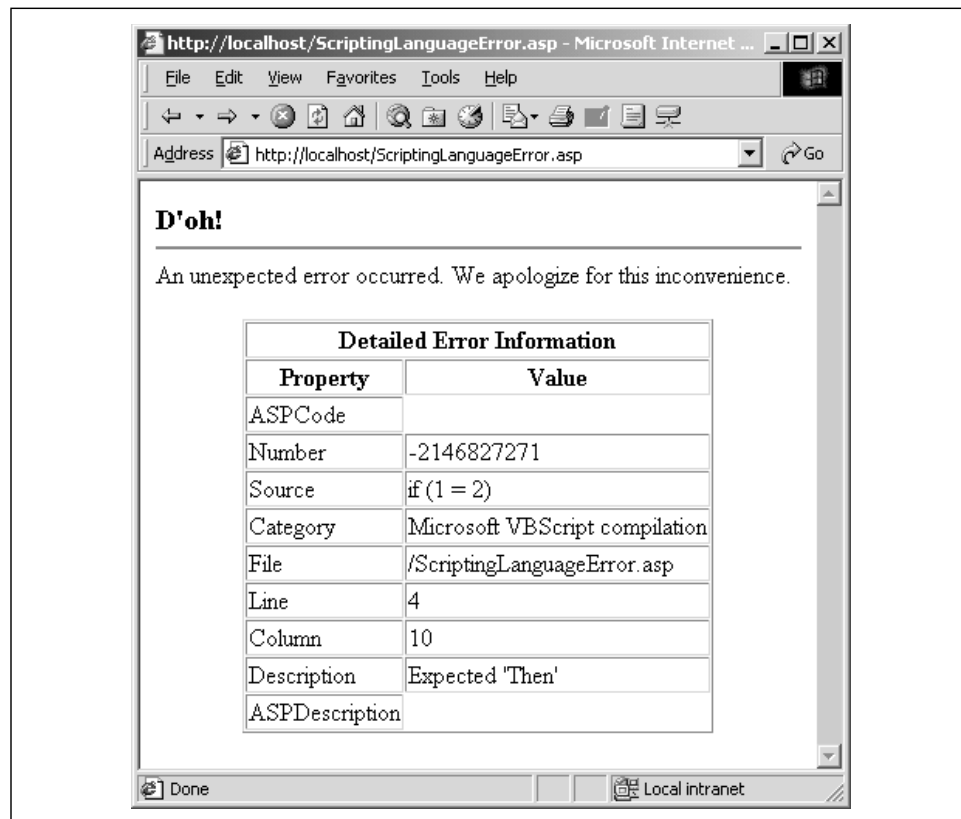 http://localhost/ScriptingLanguageError.asp - Microsoft Internet ...
File Edit View Favorites Tools Help
Address http://localhost/ScriptingLanguageError.asp Go
D'oh!
An unexpected error occurred. We apologize for this inconvenience.
Detailed Error Information
Property Value
ASPCode
Number -2146827271
Source if (1 = 2)
Category Microsoft VBScript compilation
File /ScriptingLanguageError.asp
Line 4
Column 10
Description Expected 'Then'
ASPDescription
Done Local intranet